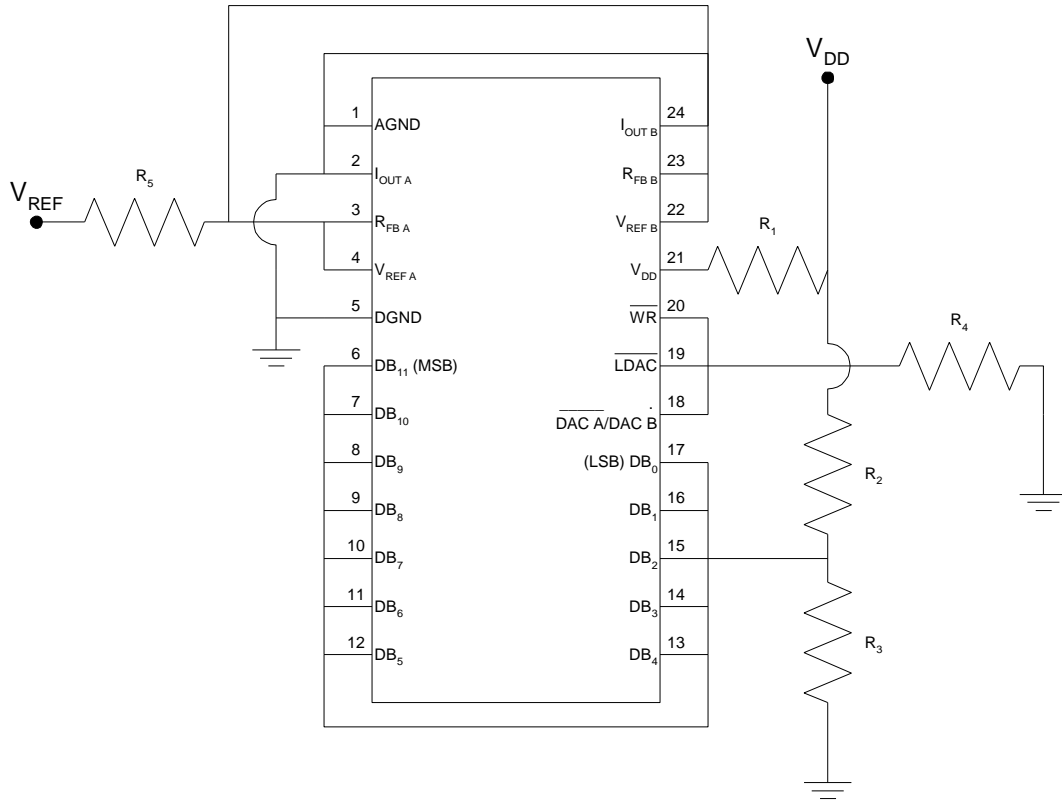 V_DD
1 AGND
2 I_OUT A
3 R_FB A
4 V_REF A
5 DGND
6 DB_11 (MSB)
7 DB_10
8 DB_9
9 DB_8
10 DB_7
11 DB_6
12 DB_5
24 I_OUT B
23 R_FB B
22 V_REF B
21 V_DD
20 WR
19 LDAC
18 DAC A/DAC B
17 (LSB) DB_0
16 DB_1
15 DB_2
14 DB_3
13 DB_4
V_REF
R_5
R_1
R_4
R_2
R_3